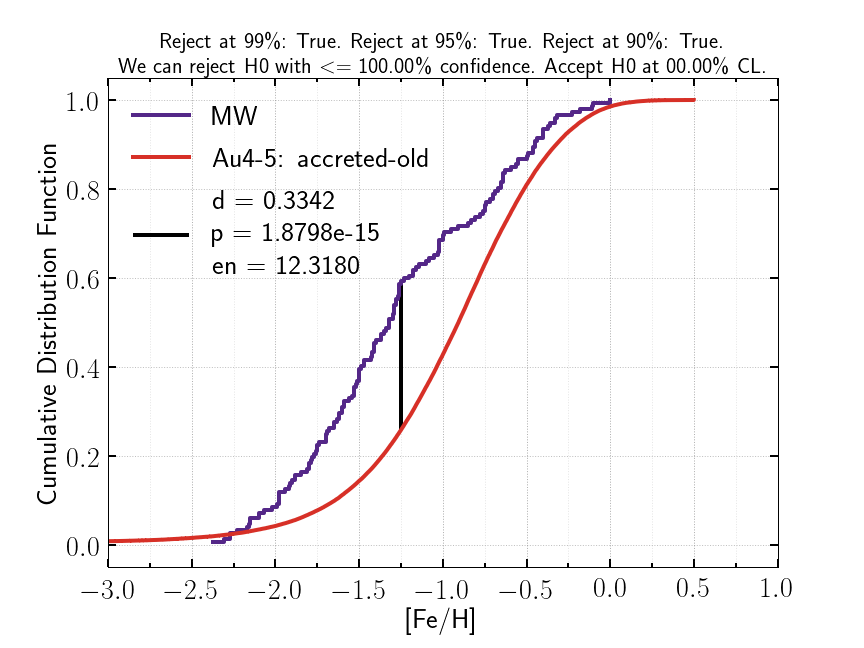 Reject at 99%: True. Reject at 95%: True. Reject at 90%: True.
We can reject H0 with <= 100.00% confidence. Accept H0 at 00.00% CL.
MW
Au4-5: accreted-old
d = 0.3342
p = 1.8798e-15
en = 12.3180
Cumulative Distribution Function
1.0
0.8
0.6
0.4
0.2
0.0
−3.0 −2.5 −2.0 −1.5 −1.0 −0.5 0.0 0.5 1.0
[Fe/H]